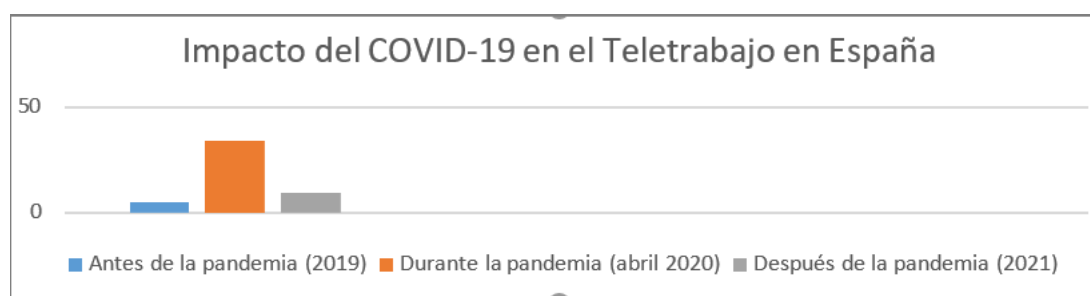 Impacto del COVID-19 en el Teletrabajo en España
50
0
Antes de la pandemia (2019) Durante la pandemia (abril 2020) Después de la pandemia (2021)